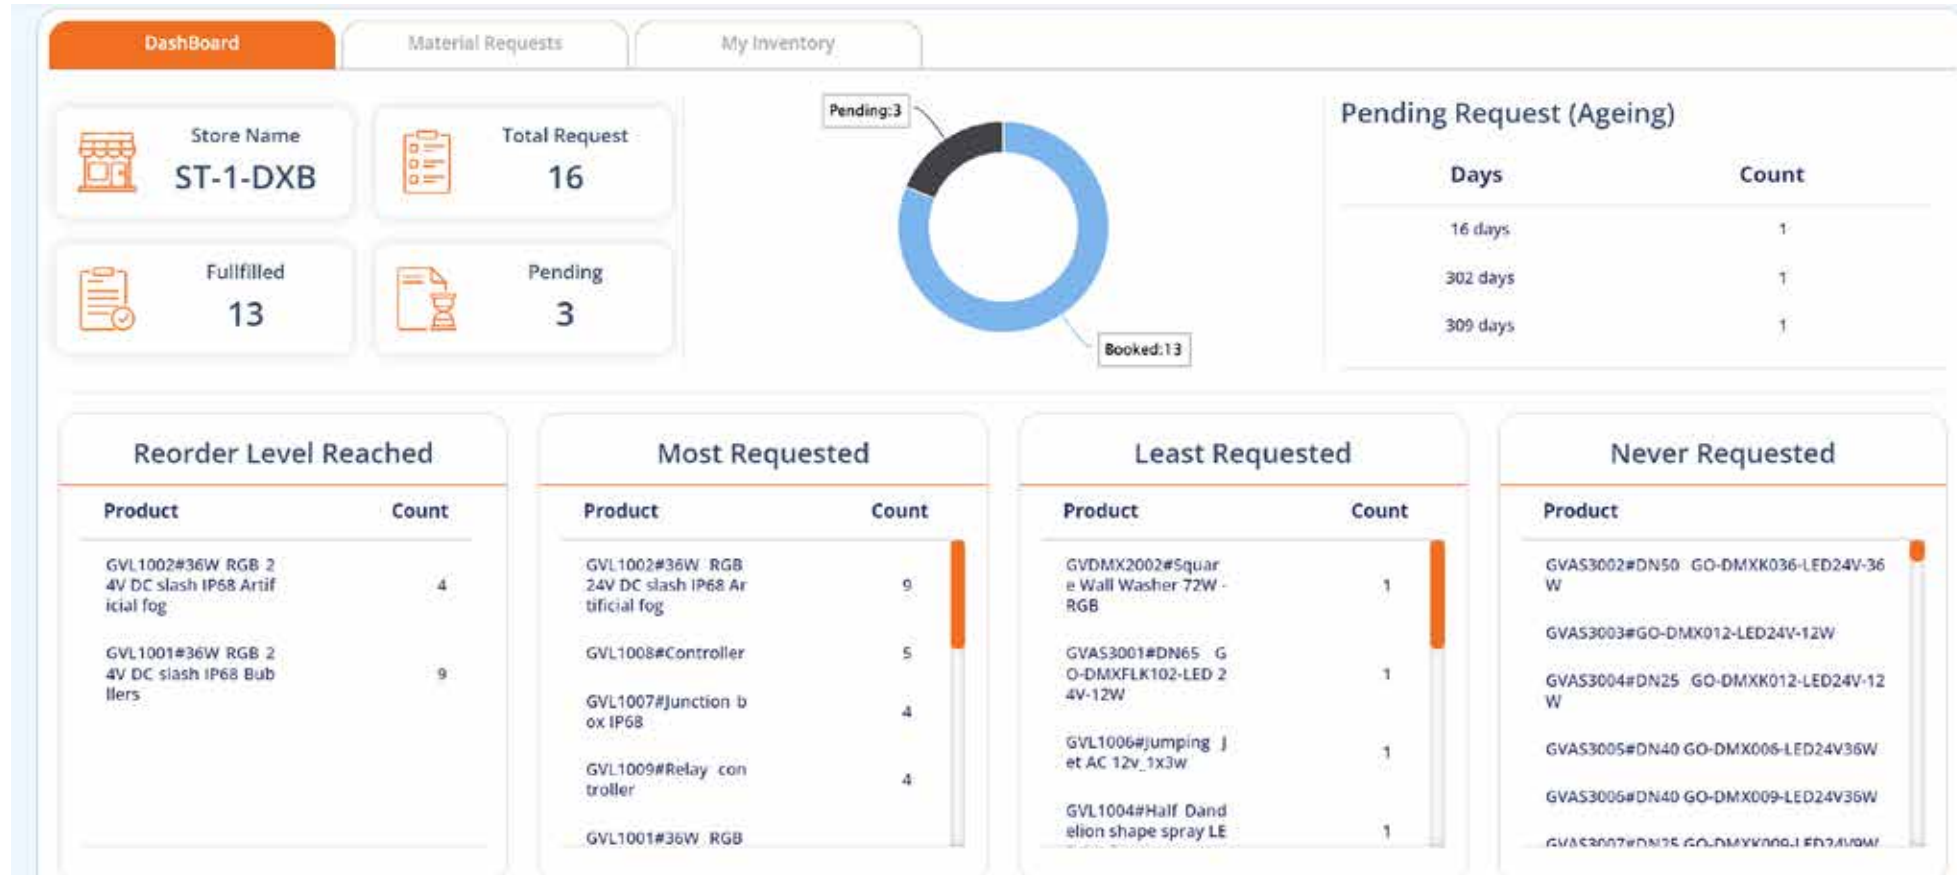 DashBoard
Material Requests
My Inventory
Store Name
ST-1-DXB
Total Request
16
Fullfilled
13
Pending
3
Pending:3
Booked:13
Pending Request (Ageing)
Days Count
16 days 1
302 days 1
309 days 1
Reorder Level Reached
Product Count
GVL1002#36W RGB 2
4V DC slash IP68 Artif
icial fog
4
GVL1001#36W RGB 2
4V DC slash IP68 Bub
llers
9
Most Requested
Product Count
GVL1002#36W RGB
24V DC slash IP68 Ar
tificial fog
9
GVL1008#Controller 5
GVL1007#Junction b
ox IP68
4
GVL1009#Relay con
troller
4
GVL1001#36W RGB
Least Requested
Product Count
GVDMX2002#Squar
e Wall Washer 72W -
RGB
1
GVAS3001#DN65 G
O-DMXFLK102-LED 2
4V-12W
1
GVL1006#Jumping J
et AC 12v_1x3w
1
GVL1004#Half Dand
elion shape spray LE
1
Never Requested
Product
GVAS3002#DN50 GO-DMXK036-LED24V-36
W
GVAS3003#GO-DMX012-LED24V-12W
GVAS3004#DN25 GO-DMXK012-LED24V-12
W
GVAS3005#DN40 GO-DMX006-LED24V36W
GVAS3006#DN40 GO-DMX009-LED24V36W
GVAS3007#DN25 GO-DMXK009-LED24V9W